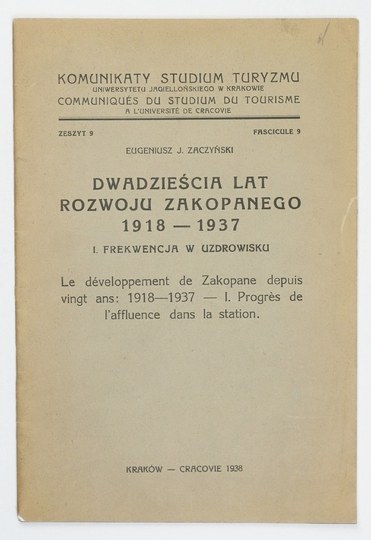 KOMUNIKATY STUDIUM TURYZMU
UNIWERSYTETU JAGIELLOŃSKIEGO W KRAKOWIE
COMMUNIQUÉS DU STUDIUM DU TOURISME
A L'UNIVERSITÉ DE CRACOVIE
ZESZYT 9 FASCICULE 9
EUGENIUSZ J. ZACZYŃSKI
DWADZIEŚCIA LAT
ROZWOJU ZAKOPANEGO
1918 — 1937
I. FREKWENCJA W UZDROWISKU
Le développement de Zakopane depuis
vingt ans: 1918—1937 — I. Progrès de
l'affluence dans la station.
KRAKÓW — CRACOVIE 1938